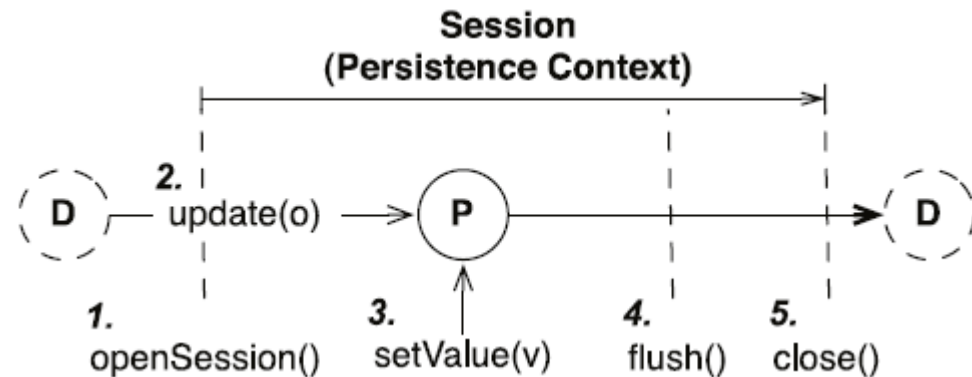 Session
(Persistence Context)
2.
D update(o) P D
1. 3. 4. 5.
openSession() setValue(v) flush() close()